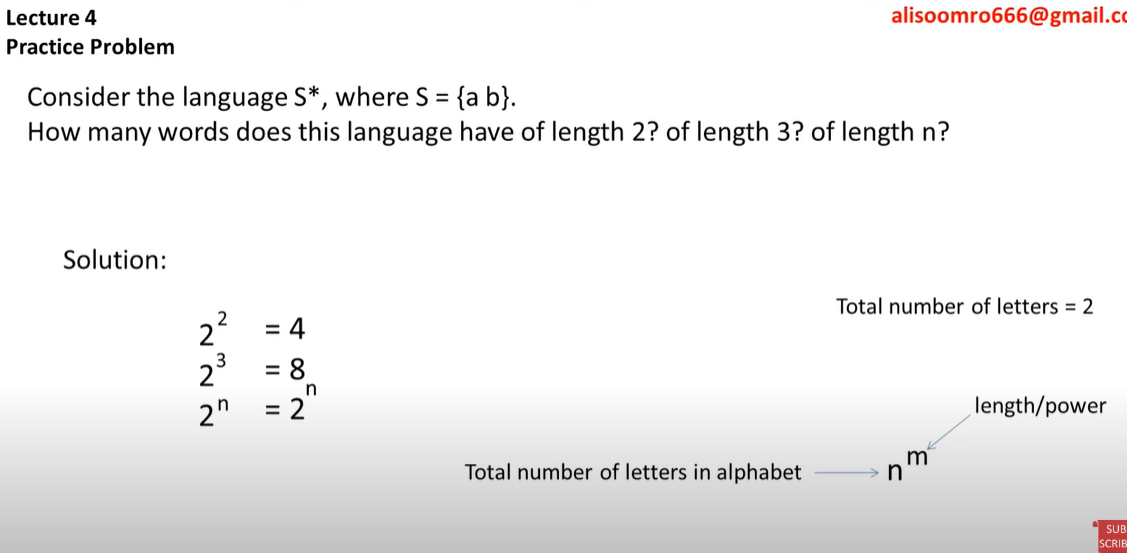 Lecture 4
alisoomro666@gmail.c
Practice Problem
Consider the language S*, where S = {a b}.
How many words does this language have of length 2? of length 3? of length n?
Solution:
Total number of letters = 2
2² = 4
2³ = 8
2ⁿ = 2ⁿ
length/power
Total number of letters in alphabet
nᵐ
SUB
SCRIB